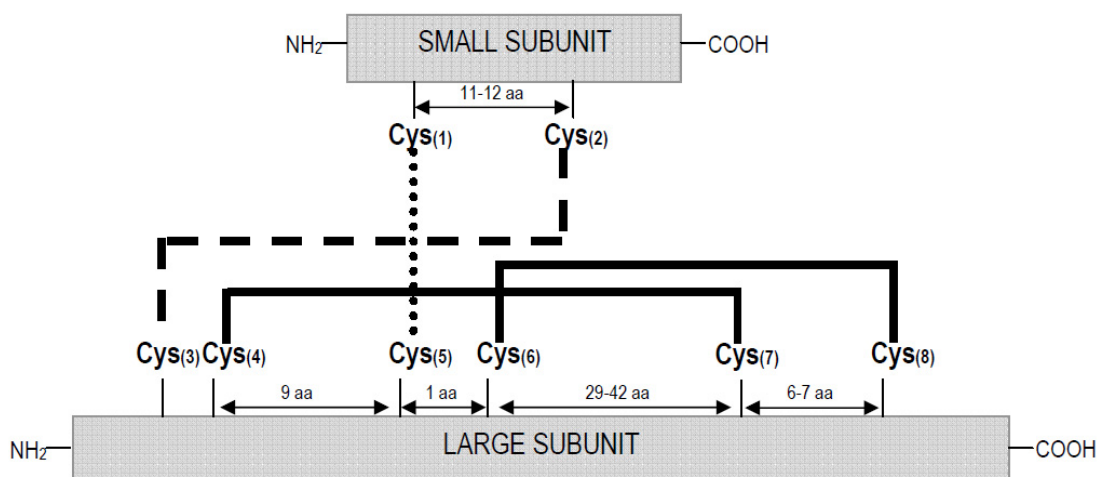 NH2 SMALL SUBUNIT COOH
11-12 aa
Cys(1) Cys(2)
Cys(3) Cys(4) Cys(5) Cys(6) Cys(7) Cys(8)
9 aa 1 aa 29-42 aa 6-7 aa
NH2 LARGE SUBUNIT COOH